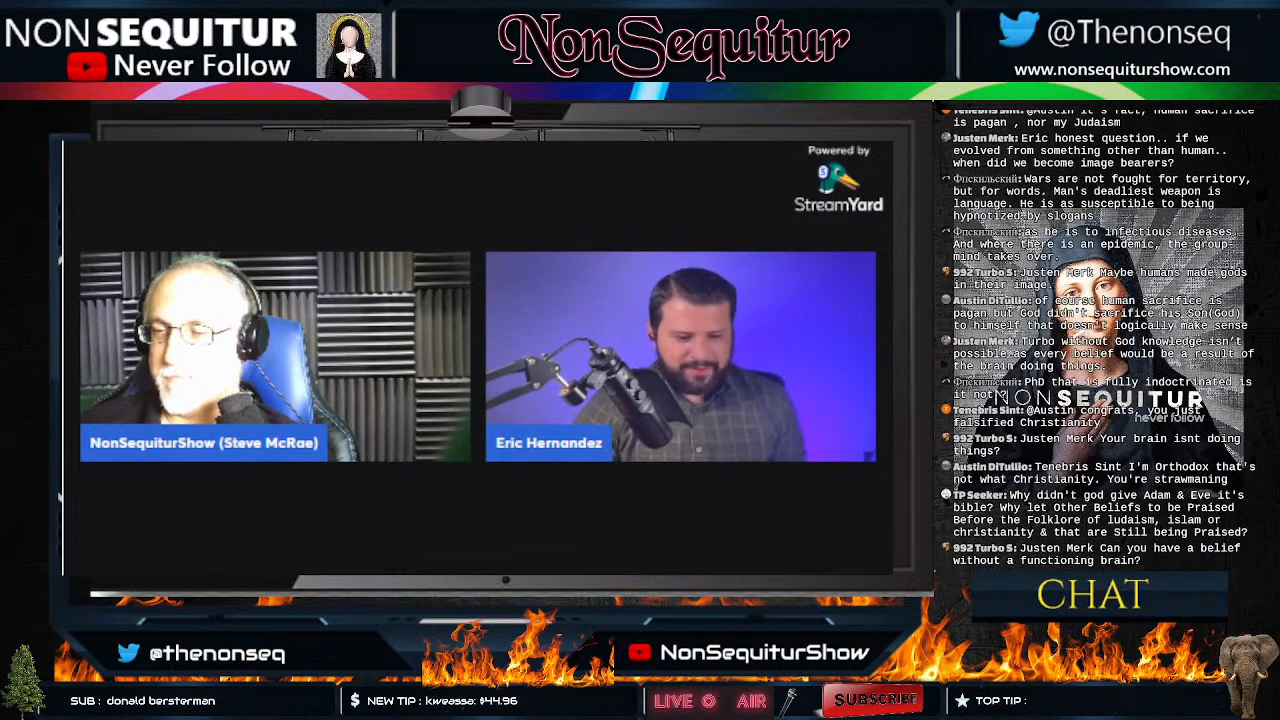 NON SEQUITUR
Never Follow
NonSequitur
@Thenonseq
www.nonsequiturshow.com
Powered by
StreamYard
NonSequiturShow (Steve McRae)
Eric Hernandez
Tenebris Sint: @Austin it's fact, human sacrifice
is pagan , nor my Judaism
Justen Merk: Eric honest question.. if we
evolved from something other than human..
when did we become image bearers?
Фпскильский: Wars are not fought for territory,
but for words. Man's deadliest weapon is
language. He is as susceptible to being
hypnotized by slogans
Фпскильский: as he is to infectious diseases.
And where there is an epidemic, the group-
mind takes over.
992 Turbo S: Justen Merk Maybe humans made gods
in their image.
Austin DiTullio: of course human sacrifice is
pagan but God didn't sacrifice his Son(God)
to himself that doesn't logically make sense
Justen Merk: Turbo without God knowledge isn't
possible as every belief would be a result of
the brain doing things.
Фпскильский: PhD that is fully indoctrinated is
it not
NONSEQUITUR
never follow
Tenebris Sint: @Austin congrats, you just
falsified Christianity
992 Turbo S: Justen Merk Your brain isnt doing
things?
Austin DiTullio: Tenebris Sint I'm Orthodox that's
not what Christianity. You're strawmaning
TP Seeker: Why didn't god give Adam & Eve it's
bible? Why let Other Beliefs to be Praised
Before the Folklore of ludaism, islam or
christianity & that are Still being Praised?
992 Turbo S: Justen Merk Can you have a belief
without a functioning brain?
CHAT
@thenonseq
NonSequiturShow
SUB : donald birsterman
$ NEW TIP : kweassa: $44.96
LIVE AIR
SUBSCRIBE
TOP TIP :